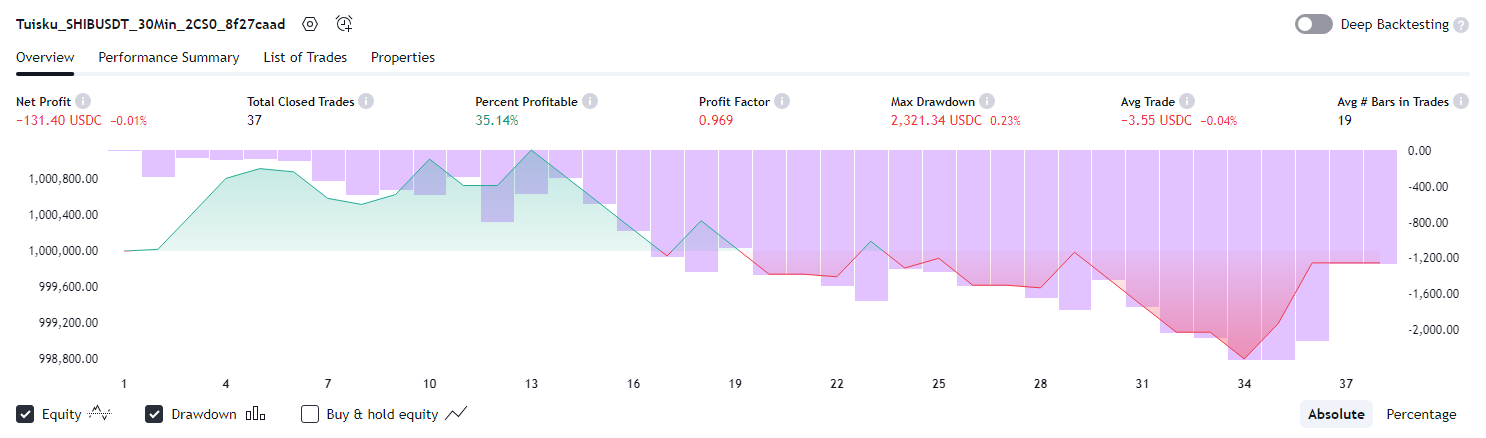 Tuisku_SHIBUSDT_30Min_2CS0_8f27caad Deep Backtesting ?
Overview Performance Summary List of Trades Properties
Net Profit Total Closed Trades Percent Profitable Profit Factor Max Drawdown Avg Trade Avg # Bars in Trades
−131.40 USDC −0.01% 37 35.14% 0.969 2,321.34 USDC 0.23% −3.55 USDC −0.04% 19
0.00
1,000,800.00 -400.00
1,000,400.00 -800.00
1,000,000.00 -1,200.00
999,600.00 -1,600.00
999,200.00 -2,000.00
998,800.00
1 4 7 10 13 16 19 22 25 28 31 34 37
Equity Drawdown Buy & hold equity Absolute Percentage